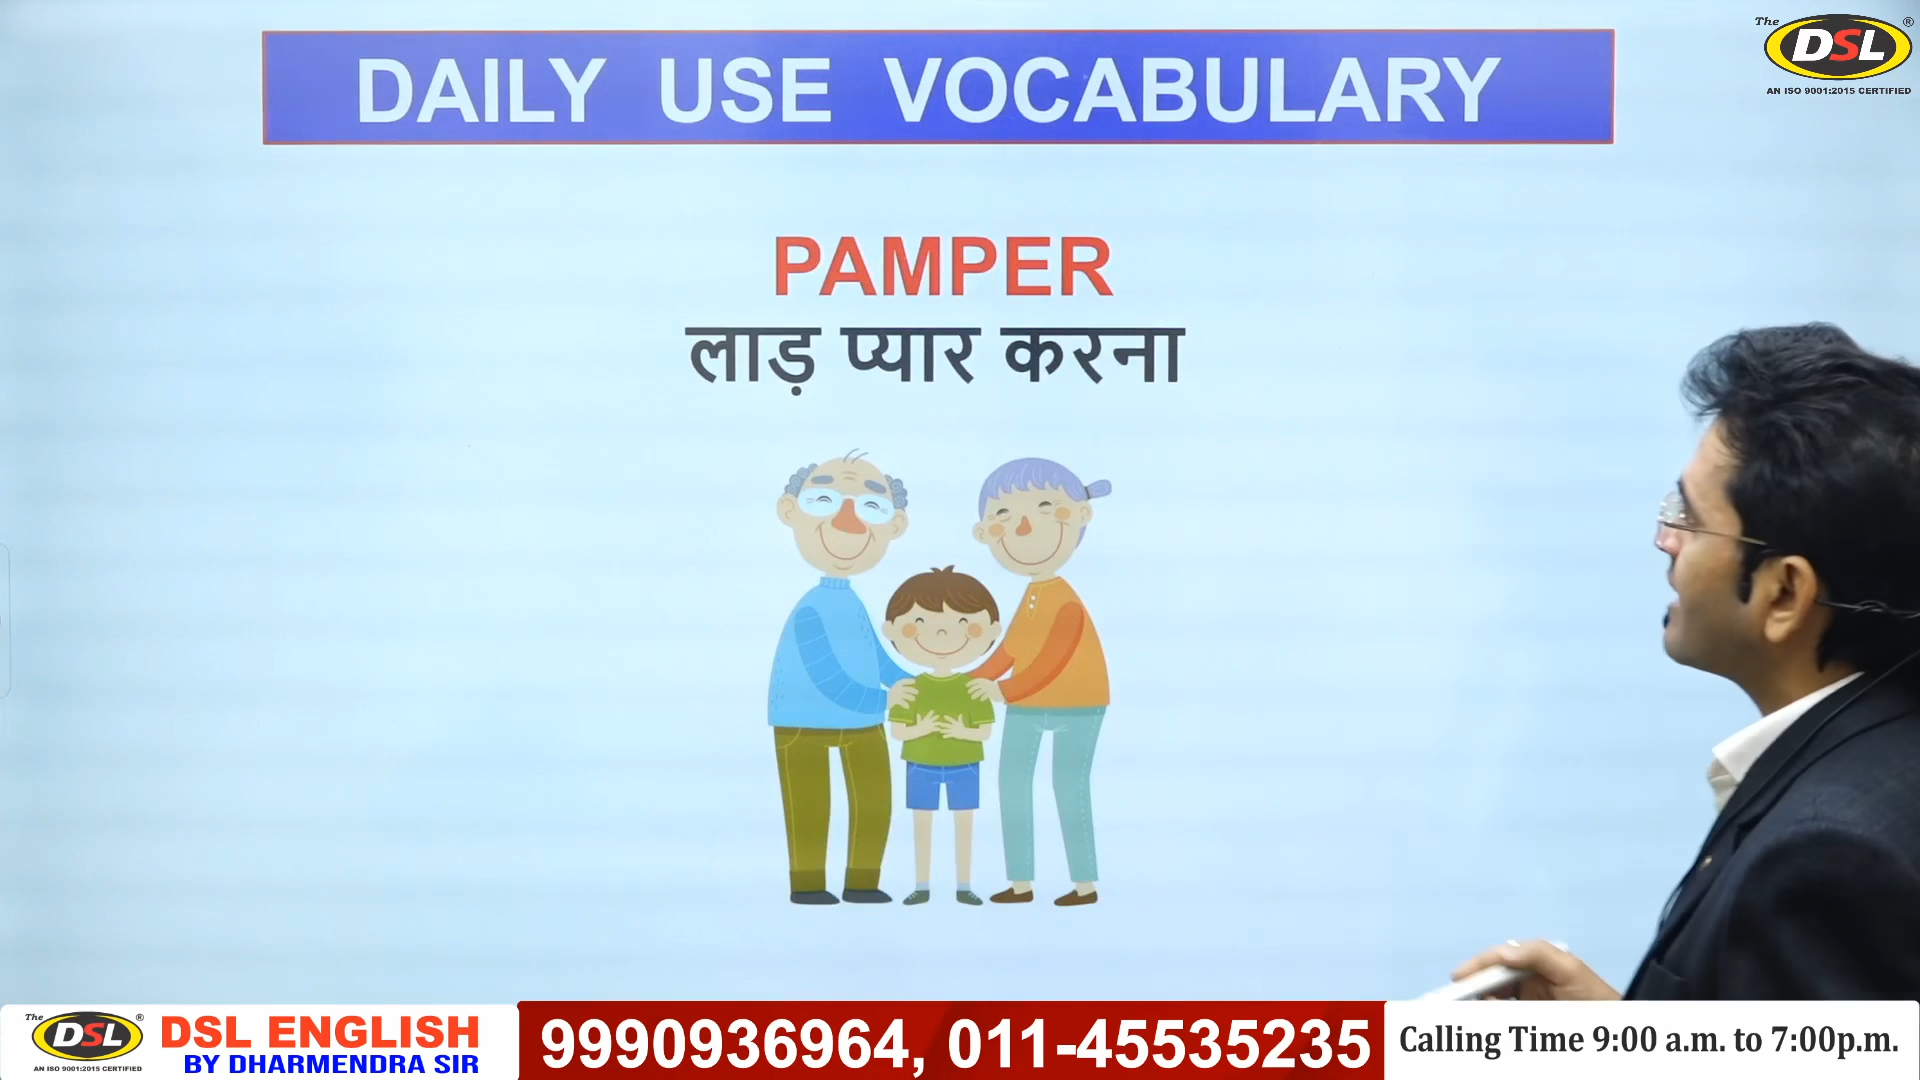 DAILY USE VOCABULARY
The DSL ®
AN ISO 9001:2015 CERTIFIED
PAMPER
लाड़ प्यार करना
The DSL ®
AN ISO 9001:2015 CERTIFIED
DSL ENGLISH
BY DHARMENDRA SIR
9990936964, 011-45535235
Calling Time 9:00 a.m. to 7:00p.m.